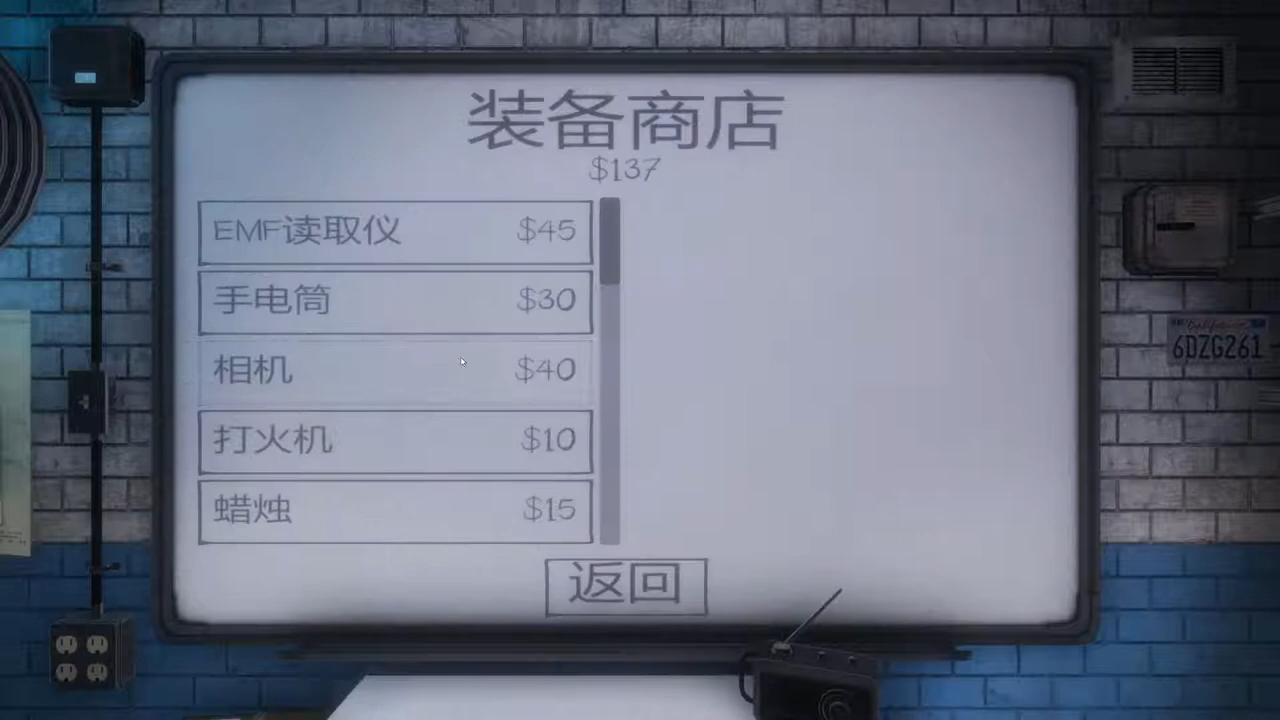 装备商店
$137
EMF读取仪 $45
手电筒 $30
相机 $40
打火机 $10
蜡烛 $15
返回
6DZG261